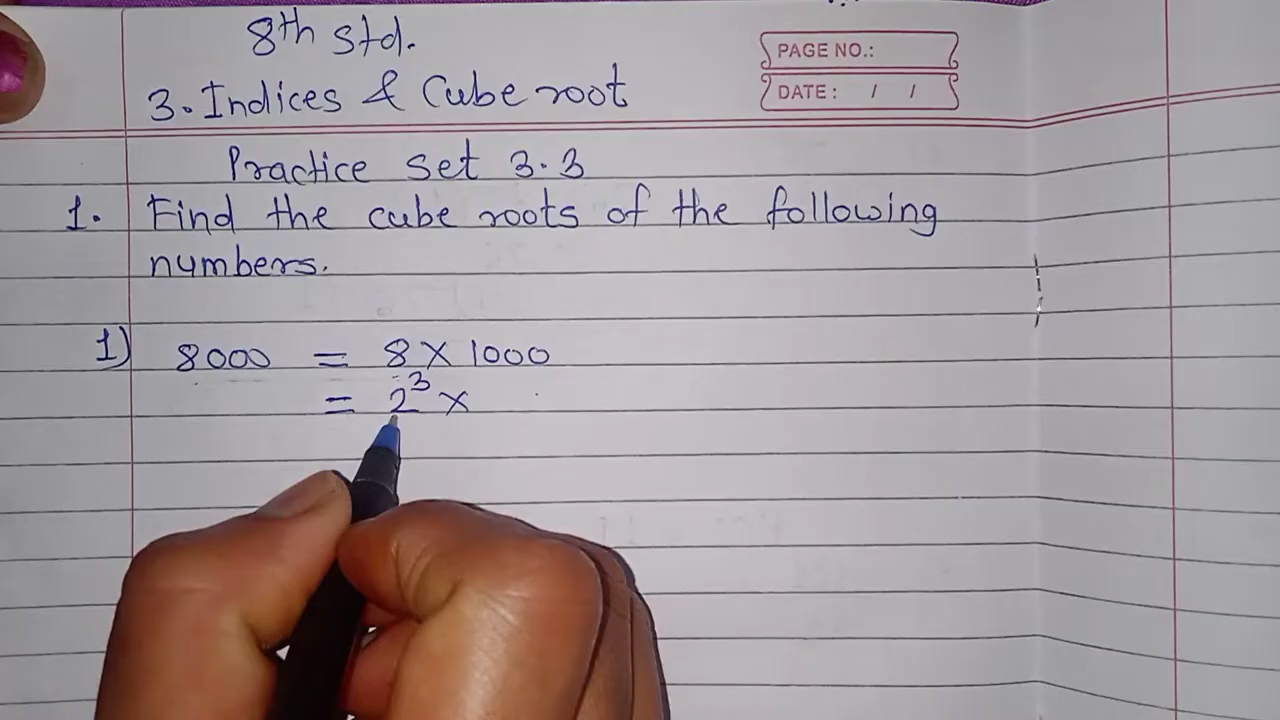 8th std.
PAGE NO.:
3. Indices & Cube root
DATE: / /
Practice set 3.3
1. Find the cube roots of the following
numbers.
1) 8000 = 8 × 1000
= 2³ ×